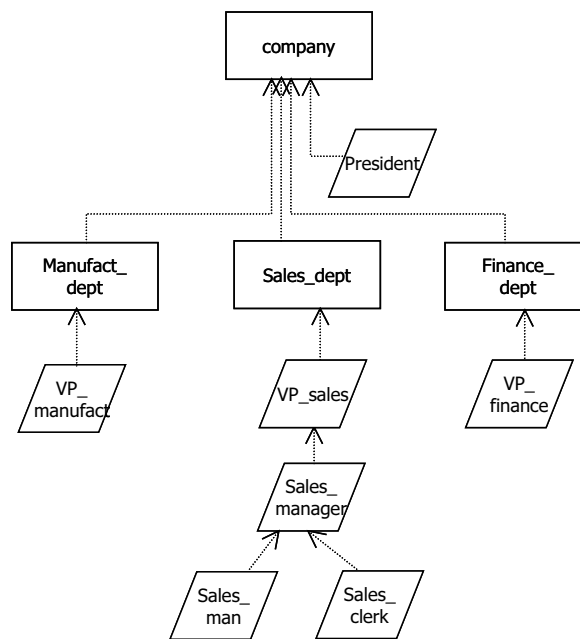 company
President
Manufact_
dept
Sales_dept
Finance_
dept
VP_
manufact
VP_sales
VP_
finance
Sales_
manager
Sales_
man
Sales_
clerk